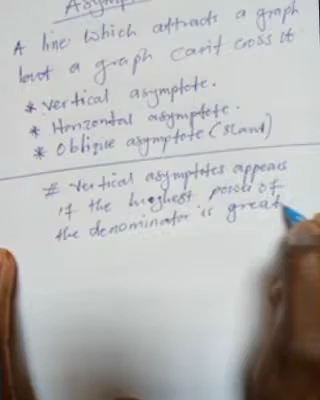 Asymp
A line which attracts a graph
but a graph can't cross it
* Vertical asymptote.
* Horizontal asymptote.
* Oblique asymptote (slant)
# Vertical asymptotes appears
if the highest power of
the denominator is great